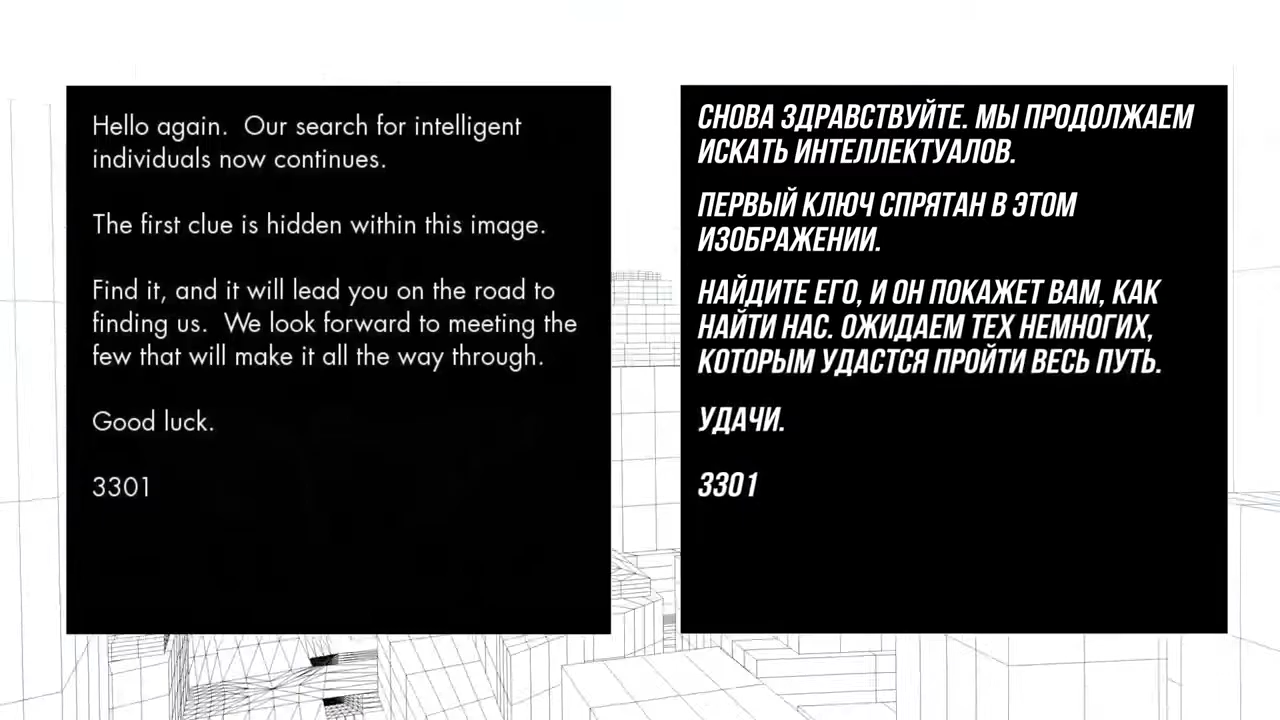 Hello again.  Our search for intelligent
individuals now continues.
The first clue is hidden within this image.
Find it, and it will lead you on the road to
finding us.  We look forward to meeting the
few that will make it all the way through.
Good luck.
3301
СНОВА ЗДРАВСТВУЙТЕ. МЫ ПРОДОЛЖАЕМ
ИСКАТЬ ИНТЕЛЛЕКТУАЛОВ.
ПЕРВЫЙ КЛЮЧ СПРЯТАН В ЭТОМ
ИЗОБРАЖЕНИИ.
НАЙДИТЕ ЕГО, И ОН ПОКАЖЕТ ВАМ, КАК
НАЙТИ НАС. ОЖИДАЕМ ТЕХ НЕМНОГИХ,
КОТОРЫМ УДАСТСЯ ПРОЙТИ ВЕСЬ ПУТЬ.
УДАЧИ.
3301